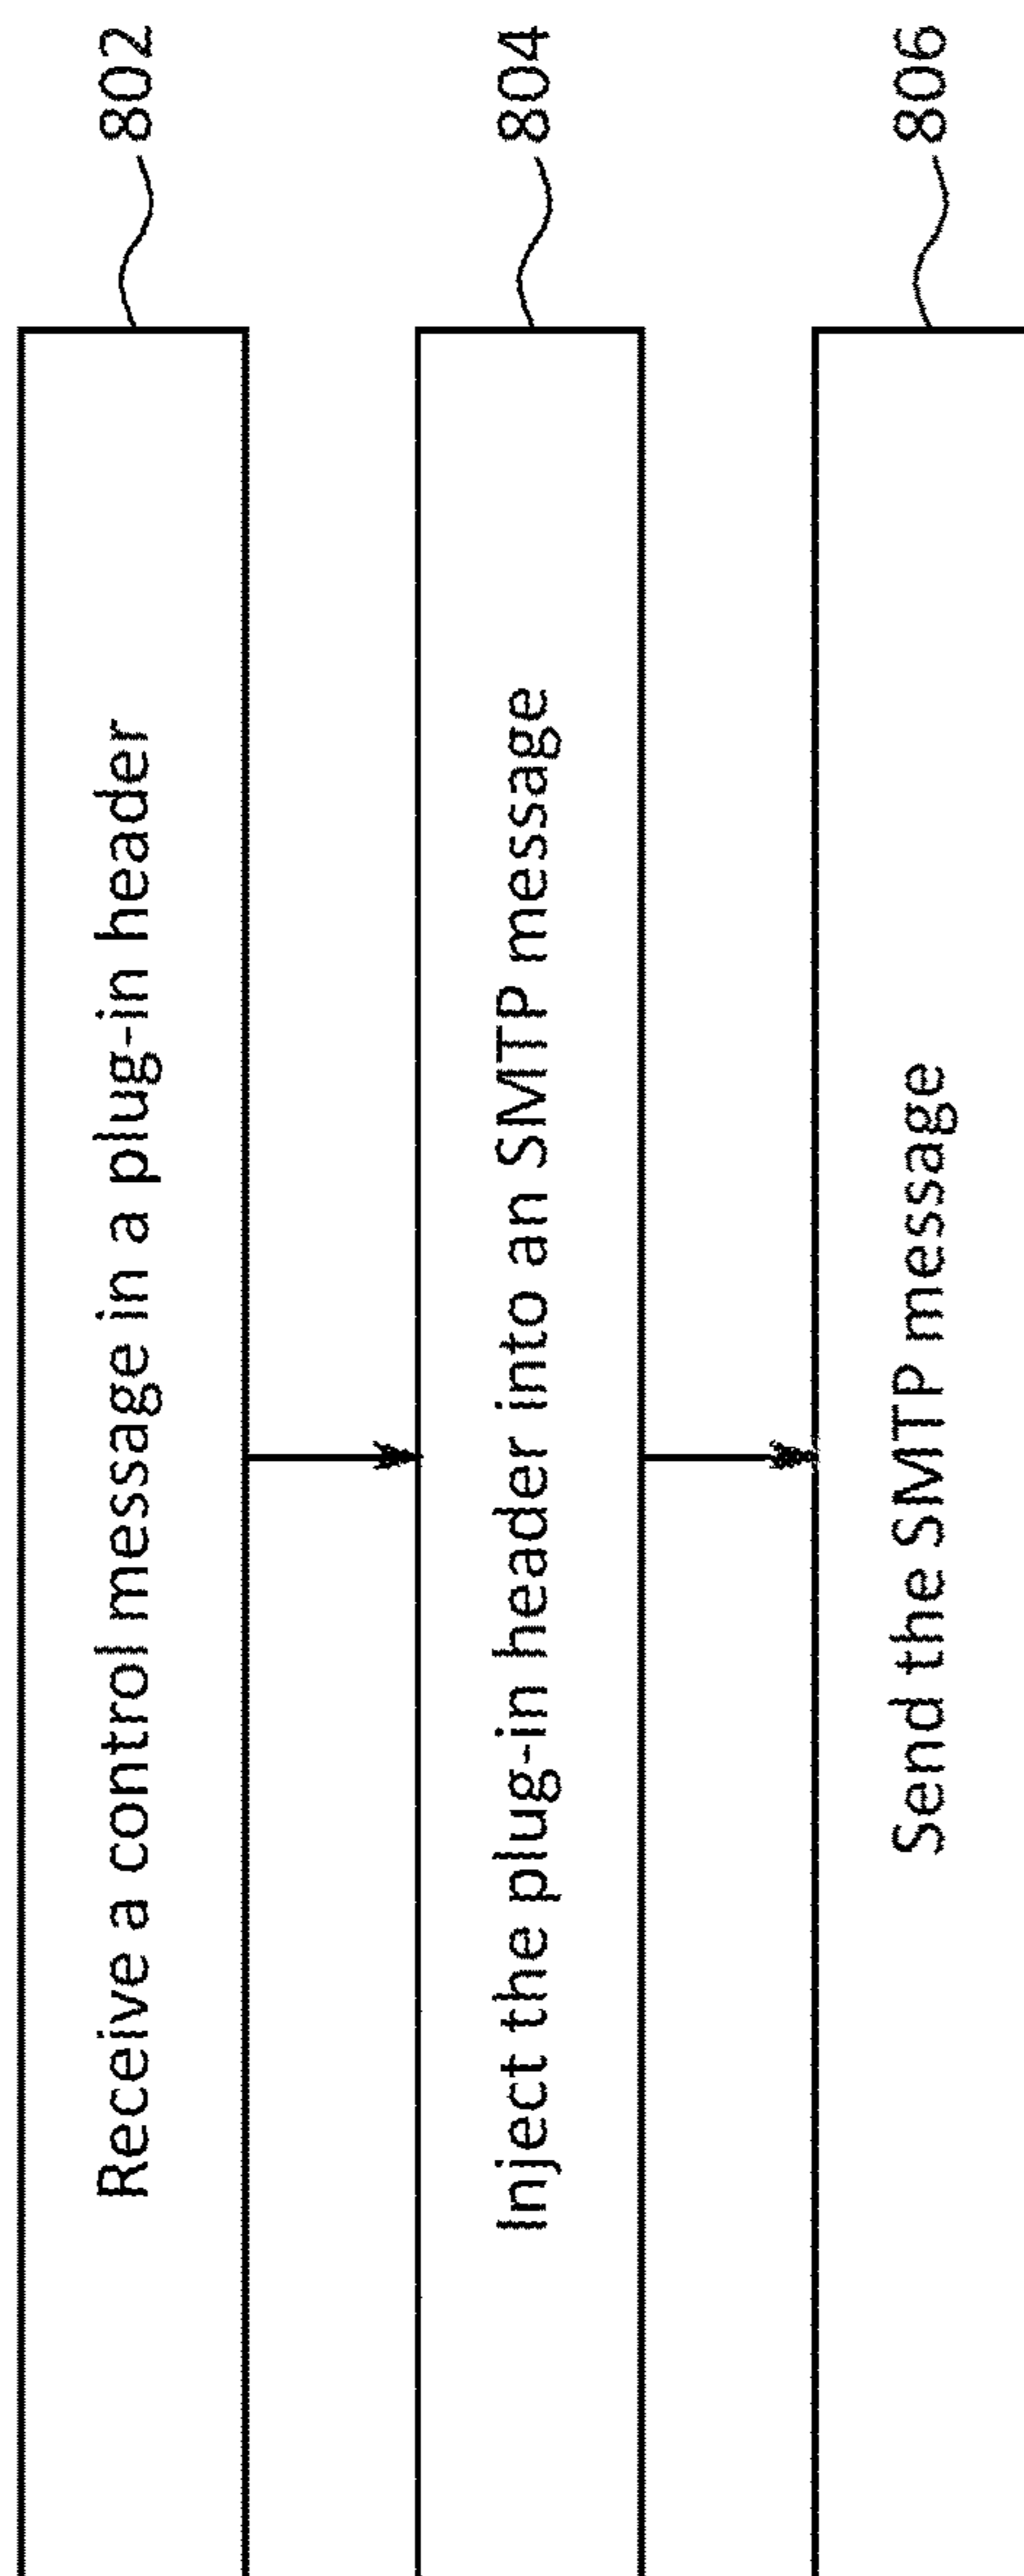 Receive a control message in a plug-in header
802
Inject the plug-in header into an SMTP message
804
Send the SMTP message
806